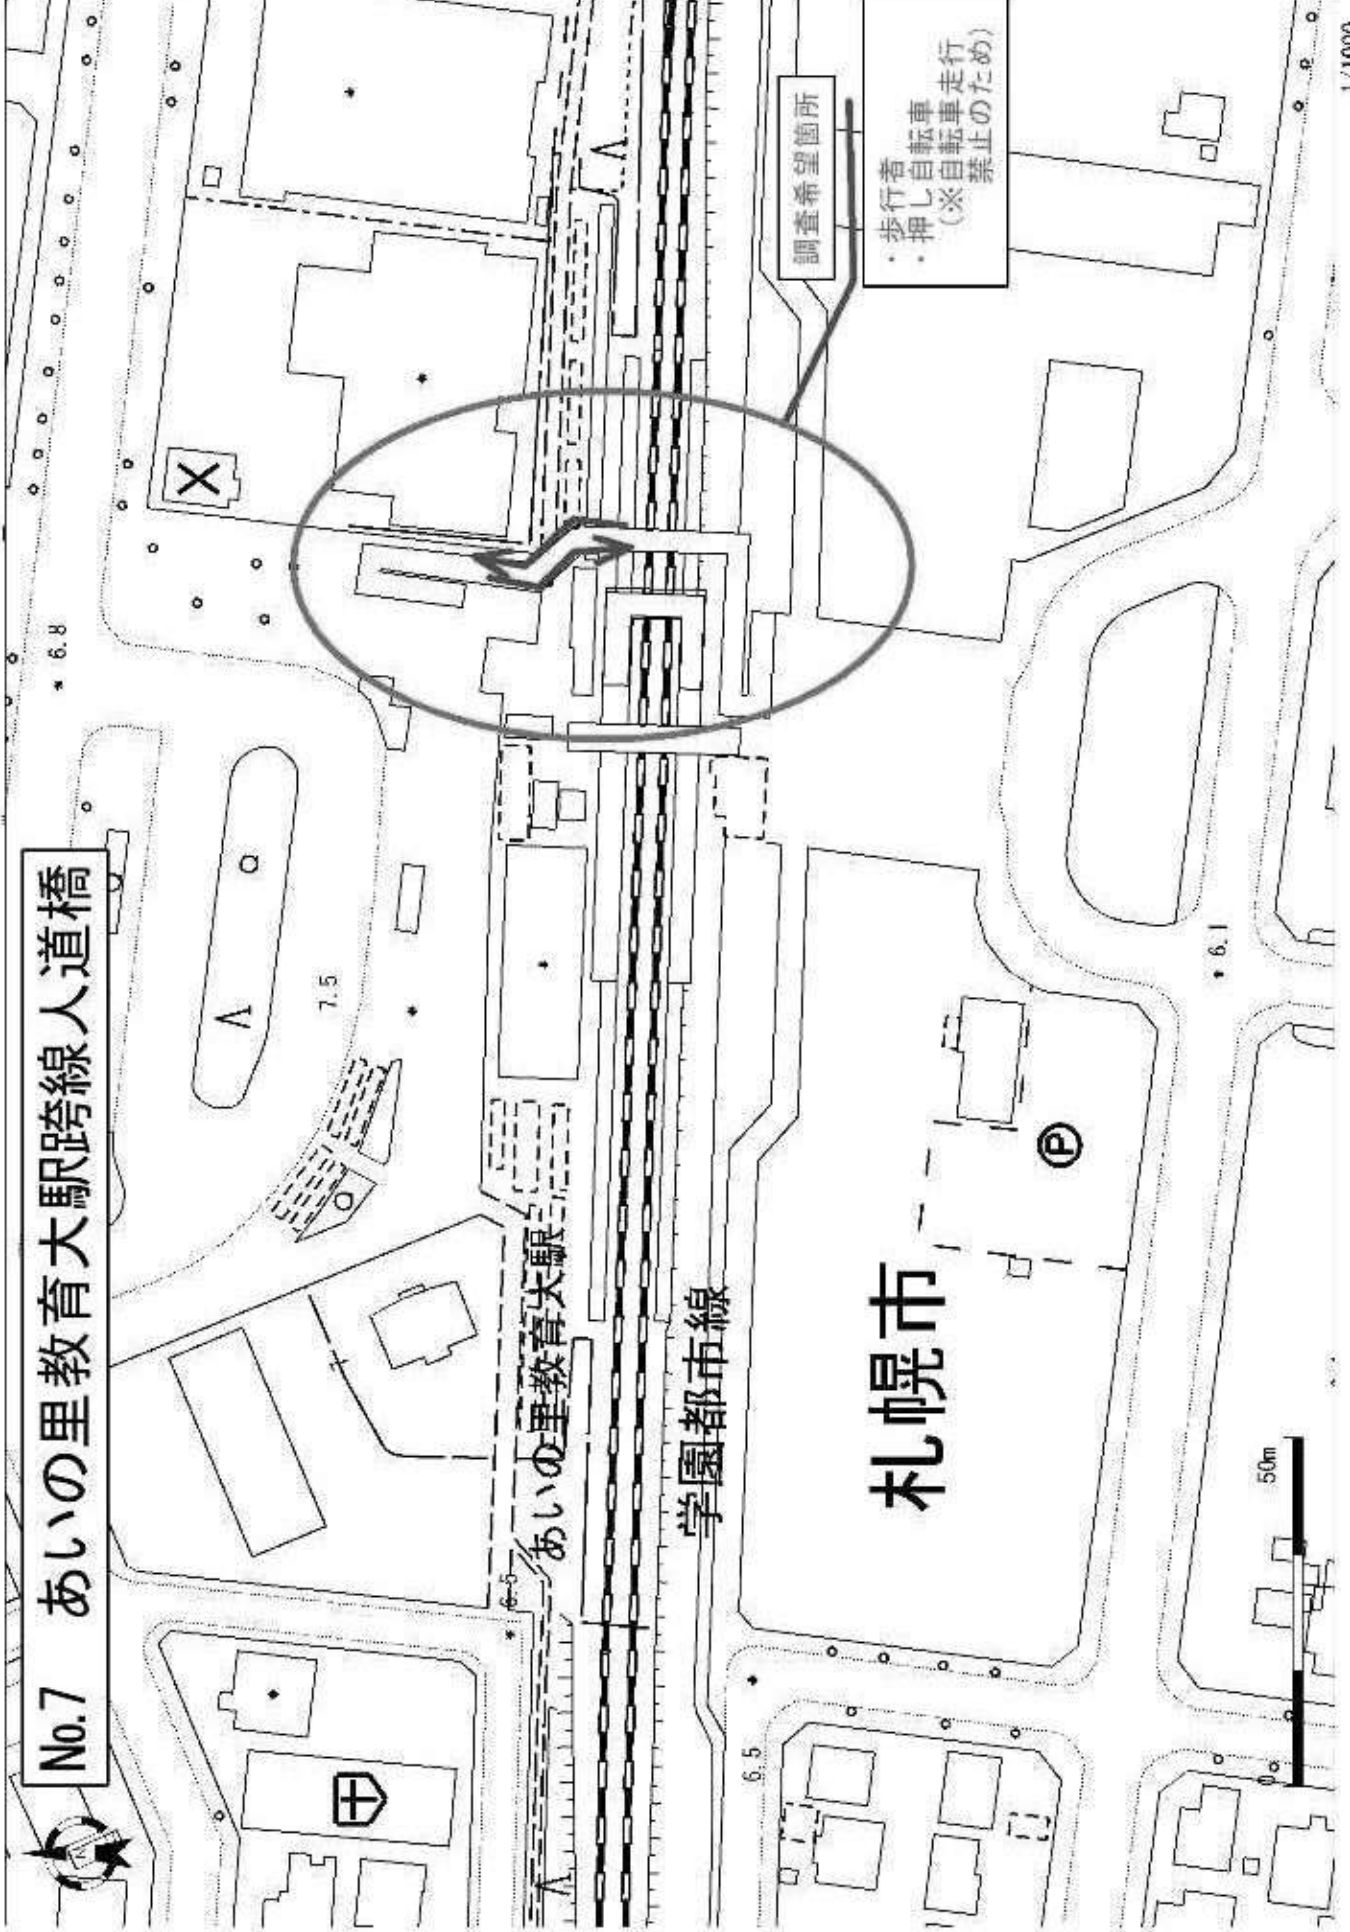 No.7 あいの里教育大駅跨線人道橋
調査希望箇所
・歩行者
・押し自転車
（※自転車走行
禁止のため）
6.8
7.5
あいの里教育大駅
学園都市線
札幌市
P
6.1
6.5
6.5
50m
0
1/1000